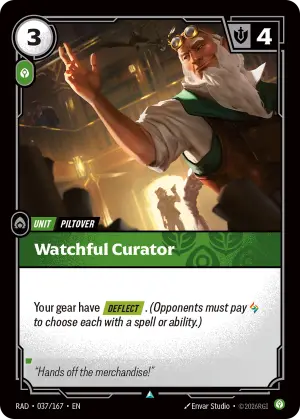 3
4
UNIT PILTOVER
Watchful Curator
Your gear have DEFLECT. (Opponents must pay
to choose each with a spell or ability.)
"Hands off the merchandise!"
RAD • 037/167 • EN
Envar Studio • ©2026RGI